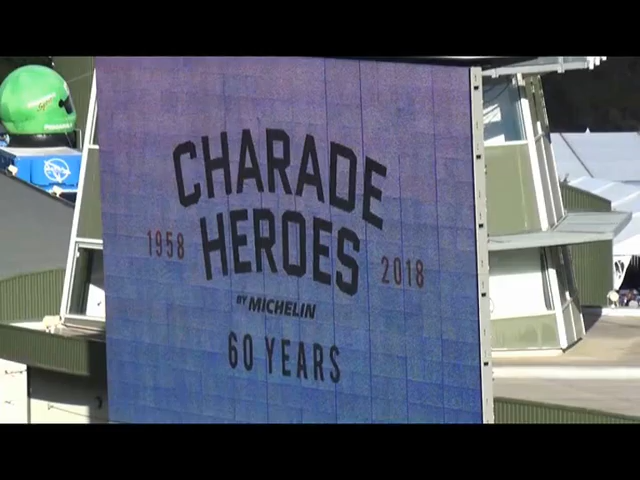 CHARADE
HEROES
1958 2018
BY MICHELIN
60 YEARS